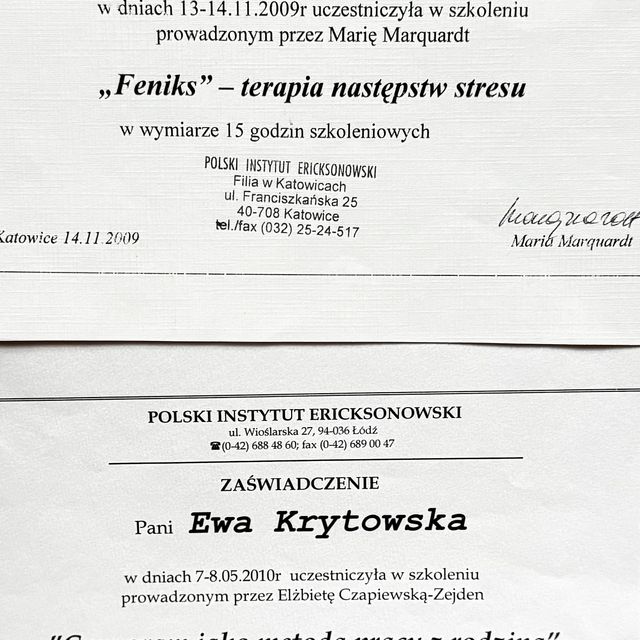 w dniach 13-14.11.2009r uczestniczyła w szkoleniu
prowadzonym przez Marię Marquardt
„Feniks” – terapia następstw stresu
w wymiarze 15 godzin szkoleniowych
POLSKI INSTYTUT ERICKSONOWSKI
Filia w Katowicach
ul. Franciszkańska 25
40-708 Katowice
tel./fax (032) 25-24-517
Katowice 14.11.2009
Maria Marquardt
POLSKI INSTYTUT ERICKSONOWSKI
ul. Wioślarska 27, 94-036 Łódź
☎(0-42) 688 48 60; fax (0-42) 689 00 47
ZAŚWIADCZENIE
Pani Ewa Krytowska
w dniach 7-8.05.2010r uczestniczyła w szkoleniu
prowadzonym przez Elżbietę Czapiewską-Zejden
jako metoda pracy z rodziną”